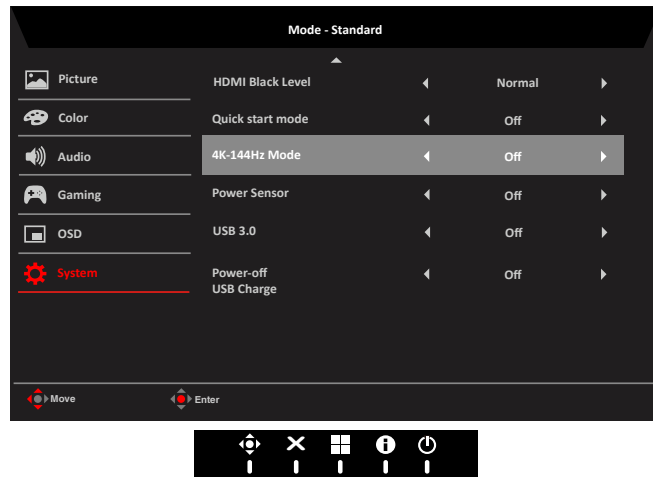 Mode - Standard
Picture
Color
Audio
Gaming
OSD
System
HDMI Black Level Normal
Quick start mode Off
4K-144Hz Mode Off
Power Sensor Off
USB 3.0 Off
Power-off Off
USB Charge
Move Enter